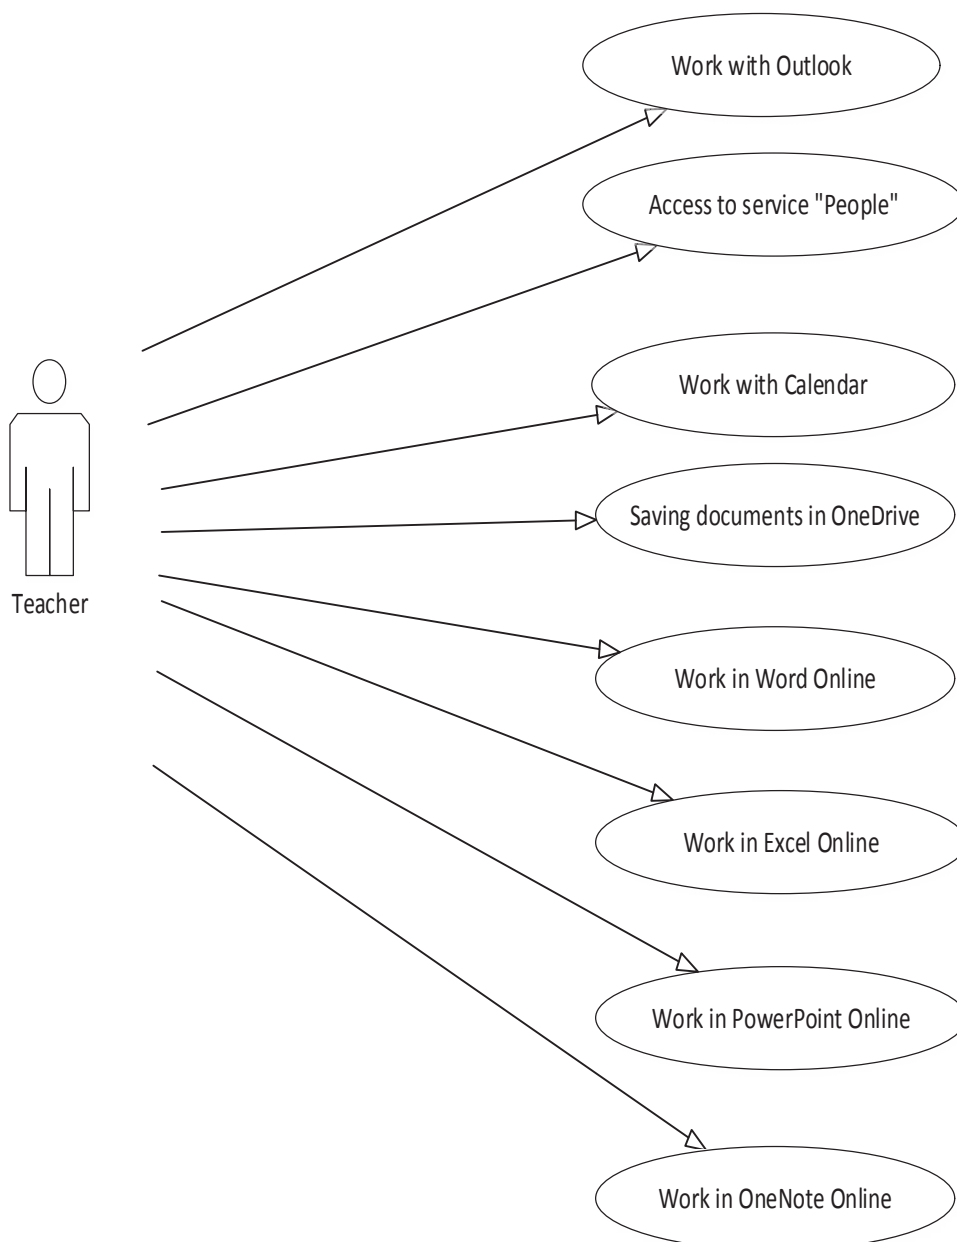 Work with Outlook
Access to service "People"
Work with Calendar
Saving documents in OneDrive
Teacher
Work in Word Online
Work in Excel Online
Work in PowerPoint Online
Work in OneNote Online